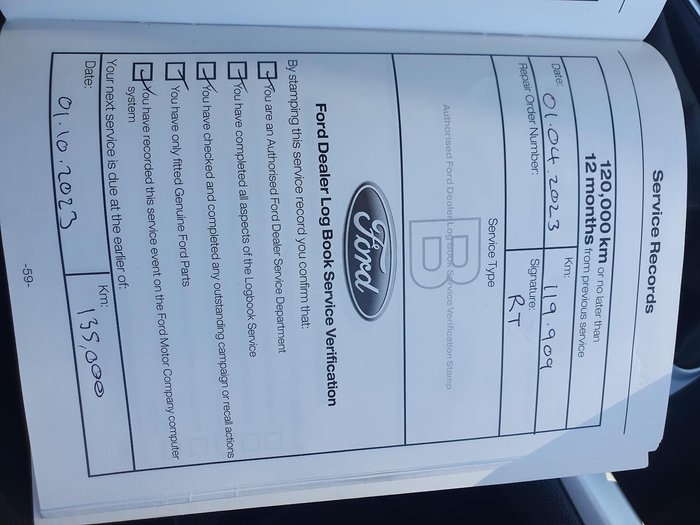 Service Records
120,000 km or no later than
12 months from previous service
Date: 01.04.2023
Km: 119.909
Repair Order Number:
Signature: RT
Service Type
B
Authorised Ford Dealer Log Book Service Verification Stamp
Ford
Ford Dealer Log Book Service Verification
By stamping this service record you confirm that:
You are an Authorised Ford Dealer Service Department
You have completed all aspects of the Logbook Service
You have checked and completed any outstanding campaign or recall actions
You have only fitted Genuine Ford Parts
You have recorded this service event on the Ford Motor Company computer
system
Your next service is due at the earlier of:
Date: 01.10.2023
Km: 135,000
-59-